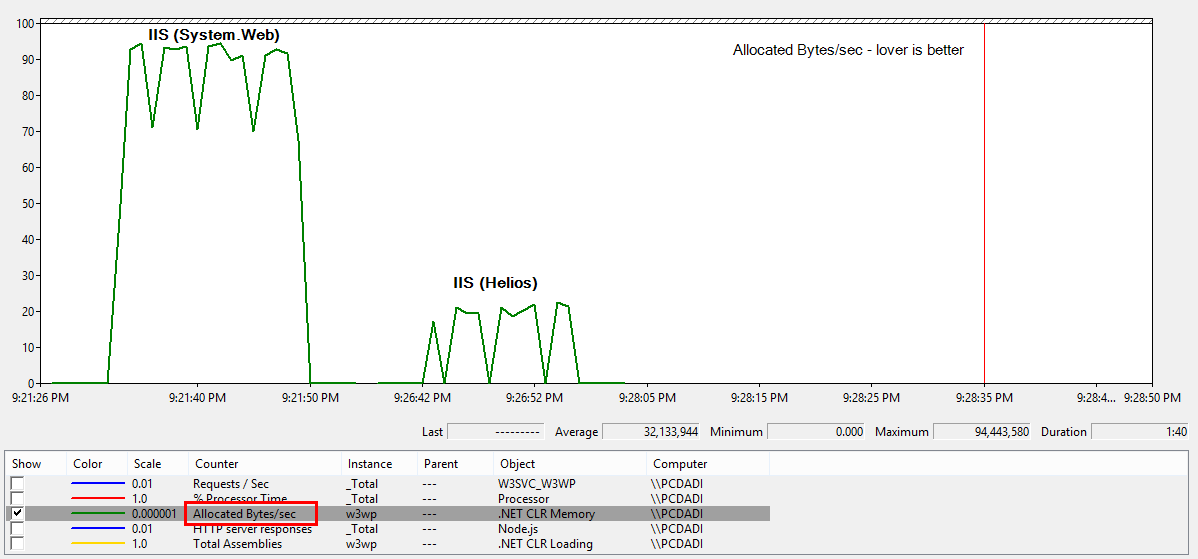 100
IIS (System.Web)
Allocated Bytes/sec - lover is better
90
80
70
60
50
40
30
IIS (Helios)
20
10
0
9:21:26 PM 9:21:40 PM 9:21:50 PM 9:26:42 PM 9:26:52 PM 9:28:05 PM 9:28:15 PM 9:28:25 PM 9:28:35 PM 9:28:4... 9:28:50 PM
Last --------- Average 32,133,944 Minimum 0.000 Maximum 94,443,580 Duration 1:40
Show Color Scale Counter Instance Parent Object Computer
0.01 Requests / Sec _Total --- W3SVC_W3WP \\PCDADI
1.0 % Processor Time _Total --- Processor \\PCDADI
0.000001 Allocated Bytes/sec w3wp --- .NET CLR Memory \\PCDADI
0.01 HTTP server responses _Total --- Node.js \\PCDADI
1.0 Total Assemblies w3wp --- .NET CLR Loading \\PCDADI